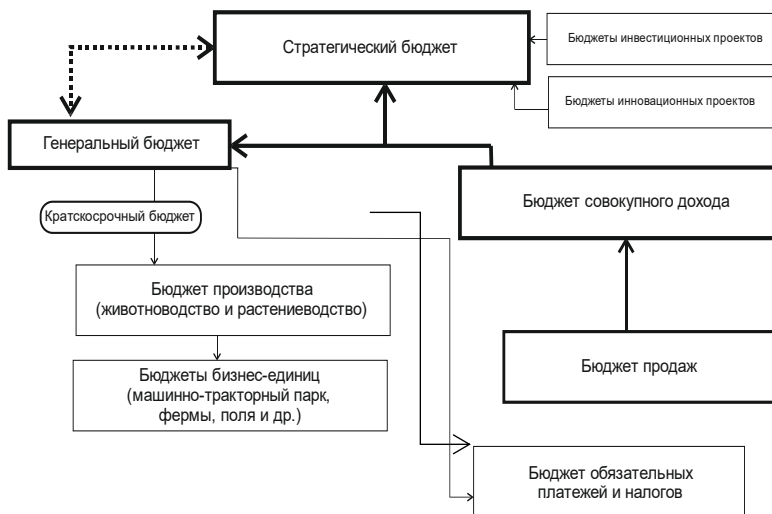 Стратегический бюджет
Бюджеты инвестиционных проектов
Бюджеты инновационных проектов
Генеральный бюджет
Бюджет совокупного дохода
Кратскосрочный бюджет
Бюджет производства
(животноводство и растениеводство)
Бюджет продаж
Бюджеты бизнес-единиц
(машинно-тракторный парк,
фермы, поля и др.)
Бюджет обязательных
платежей и налогов